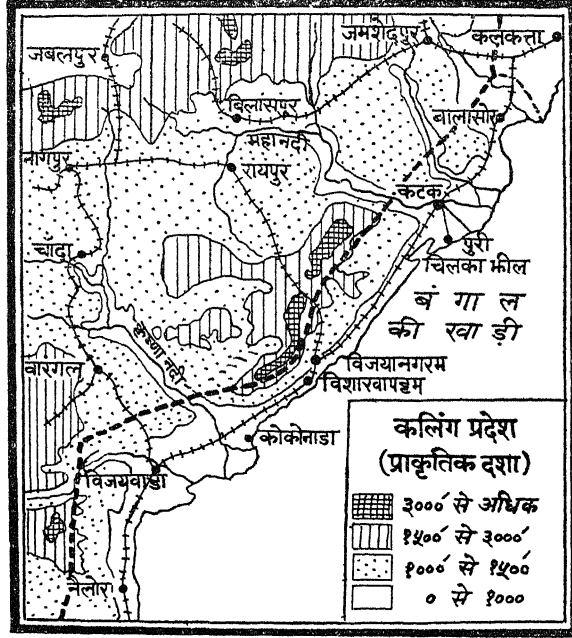 जमशेदपुर
कलकत्ता
जबलपुर
बिलासपुर
बालासोर
महानदी
नागपुर
रायपुर
कटक
पुरी
चाँदा
चिलका झील
बंगाल
की खाड़ी
कृष्णा नदी
वारंगल
विजयानगरम
विशाखापट्टम
कोकोनाडा
विजयवाड़ा
नेलोर
कलिंग प्रदेश
(प्राकृतिक दशा)
३०००′ से अधिक
१५००′ से ३०००′
१०००′ से १५००′
० से १०००